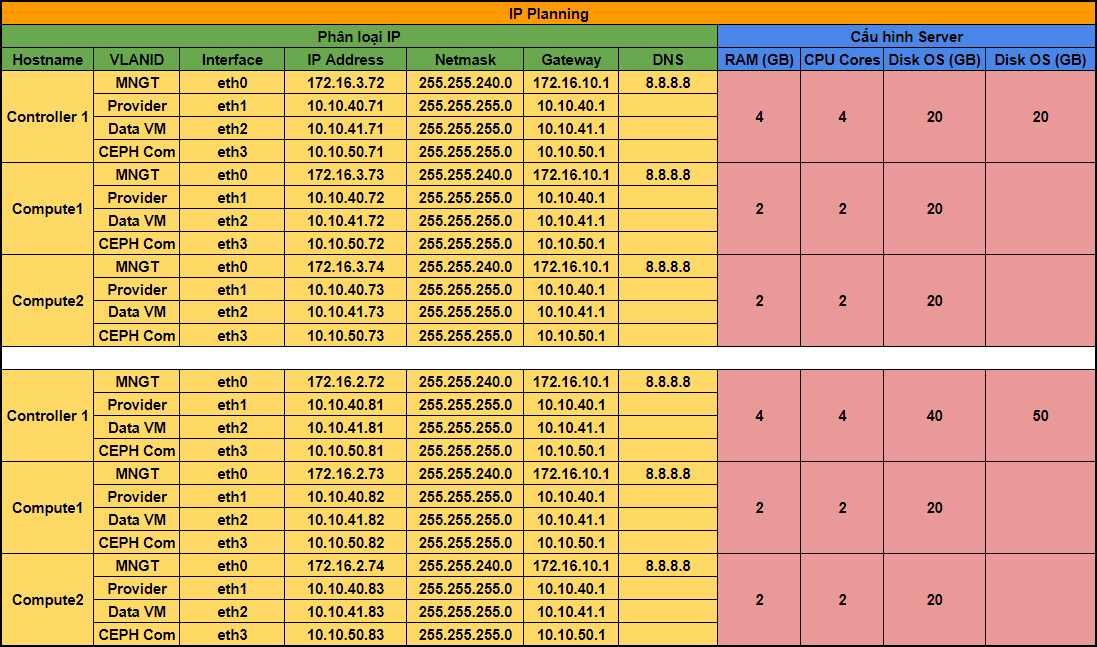 IP Planning
Phân loại IP Cấu hình Server
Hostname VLANID Interface IP Address Netmask Gateway DNS RAM (GB) CPU Cores Disk OS (GB) Disk OS (GB)
Controller 1 MNGT eth0 172.16.3.72 255.255.240.0 172.16.10.1 8.8.8.8 4 4 20 20
Provider eth1 10.10.40.71 255.255.255.0 10.10.40.1
Data VM eth2 10.10.41.71 255.255.255.0 10.10.41.1
CEPH Com eth3 10.10.50.71 255.255.255.0 10.10.50.1
Compute1 MNGT eth0 172.16.3.73 255.255.240.0 172.16.10.1 8.8.8.8 2 2 20
Provider eth1 10.10.40.72 255.255.255.0 10.10.40.1
Data VM eth2 10.10.41.72 255.255.255.0 10.10.41.1
CEPH Com eth3 10.10.50.72 255.255.255.0 10.10.50.1
Compute2 MNGT eth0 172.16.3.74 255.255.240.0 172.16.10.1 8.8.8.8 2 2 20
Provider eth1 10.10.40.73 255.255.255.0 10.10.40.1
Data VM eth2 10.10.41.73 255.255.255.0 10.10.41.1
CEPH Com eth3 10.10.50.73 255.255.255.0 10.10.50.1
Controller 1 MNGT eth0 172.16.2.72 255.255.240.0 172.16.10.1 8.8.8.8 4 4 40 50
Provider eth1 10.10.40.81 255.255.255.0 10.10.40.1
Data VM eth2 10.10.41.81 255.255.255.0 10.10.41.1
CEPH Com eth3 10.10.50.81 255.255.255.0 10.10.50.1
Compute1 MNGT eth0 172.16.2.73 255.255.240.0 172.16.10.1 8.8.8.8 2 2 20
Provider eth1 10.10.40.82 255.255.255.0 10.10.40.1
Data VM eth2 10.10.41.82 255.255.255.0 10.10.41.1
CEPH Com eth3 10.10.50.82 255.255.255.0 10.10.50.1
Compute2 MNGT eth0 172.16.2.74 255.255.240.0 172.16.10.1 8.8.8.8 2 2 20
Provider eth1 10.10.40.83 255.255.255.0 10.10.40.1
Data VM eth2 10.10.41.83 255.255.255.0 10.10.41.1
CEPH Com eth3 10.10.50.83 255.255.255.0 10.10.50.1